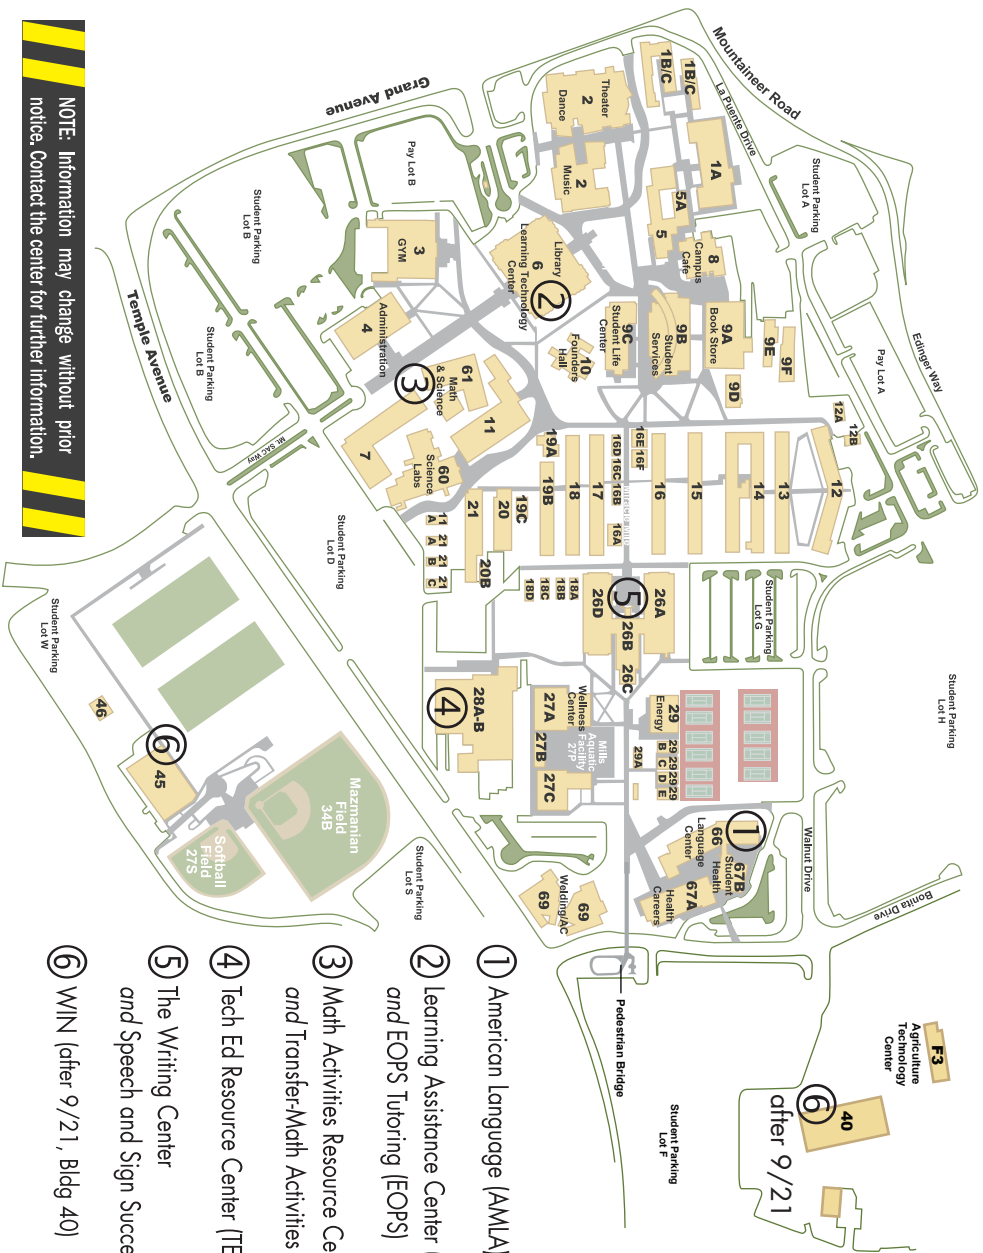 NOTE: Information may change without prior
notice. Contact the center for further information.
Mountaineer Road
La Puente Drive
Grand Avenue
Temple Avenue
Mt. SAC Way
Edinger Way
Walnut Drive
Bonita Drive
Student Parking
Lot A
Pay Lot A
Pay Lot B
Student Parking
Lot B
Student Parking
Lot B
Student Parking
Lot D
Student Parking
Lot W
Student Parking
Lot S
Student Parking
Lot G
Student Parking
Lot H
Student Parking
Lot F
1B/C
1B/C
1A
Theater
2
Dance
2
Music
5A
5
8
Campus
Cafe
Library
6
Learning Technology
Center
2
3
GYM
4
Administration
9A
Book Store
9B
Student
Services
9C
Student Life
Center
10
Founders
Hall
9E
9F
9D
61
Math
& Science
3
11
7
60
Science
Labs
12A
12B
12
13
14
15
16
16E
16F
16D
16C
16B
16A
17
18
19A
19B
19C
20
21
20B
11
A
21
A
21
B
21
C
18A
18B
18C
18D
26A
26D
26B
26C
5
28A-B
4
27A
Wellness
Center
27B
27C
Mills
Aquatic
Facility
27P
29
Energy
29
B
29
C
29
D
29
E
29A
1
66
Language
Center
67B
Student
Health
67A
Health
Careers
69
Welding/AC
69
46
6
45
Mazmanian
Field
34B
Softball
Field
27S
Pedestrian Bridge
F3
Agriculture
Technology
Center
40
6
after 9/21
1 American Language (AMLA)
2 Learning Assistance Center (
and EOPS Tutoring (EOPS)
3 Math Activities Resource Ce
and Transfer-Math Activities
4 Tech Ed Resource Center (TE
5 The Writing Center
and Speech and Sign Succe
6 WIN (after 9/21, Bldg 40)